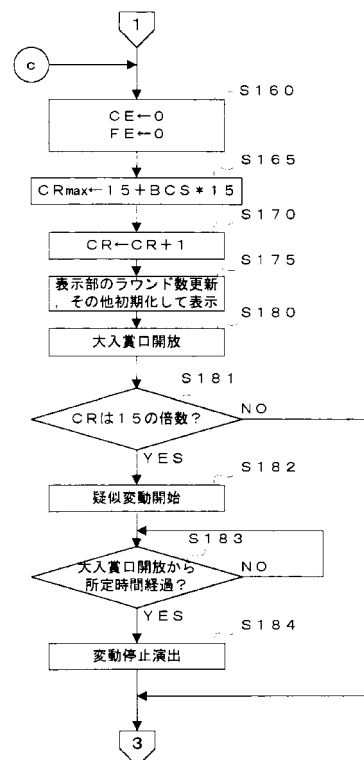 1
c
S160
CE←0
FE←0
S165
CRmax←15+BCS*15
S170
CR←CR+1
S175
表示部のラウンド数更新
,その他初期化して表示
S180
大入賞口開放
S181
CRは15の倍数?
NO
YES
S182
疑似変動開始
S183
大入賞口開放から
所定時間経過?
NO
YES
S184
変動停止演出
3